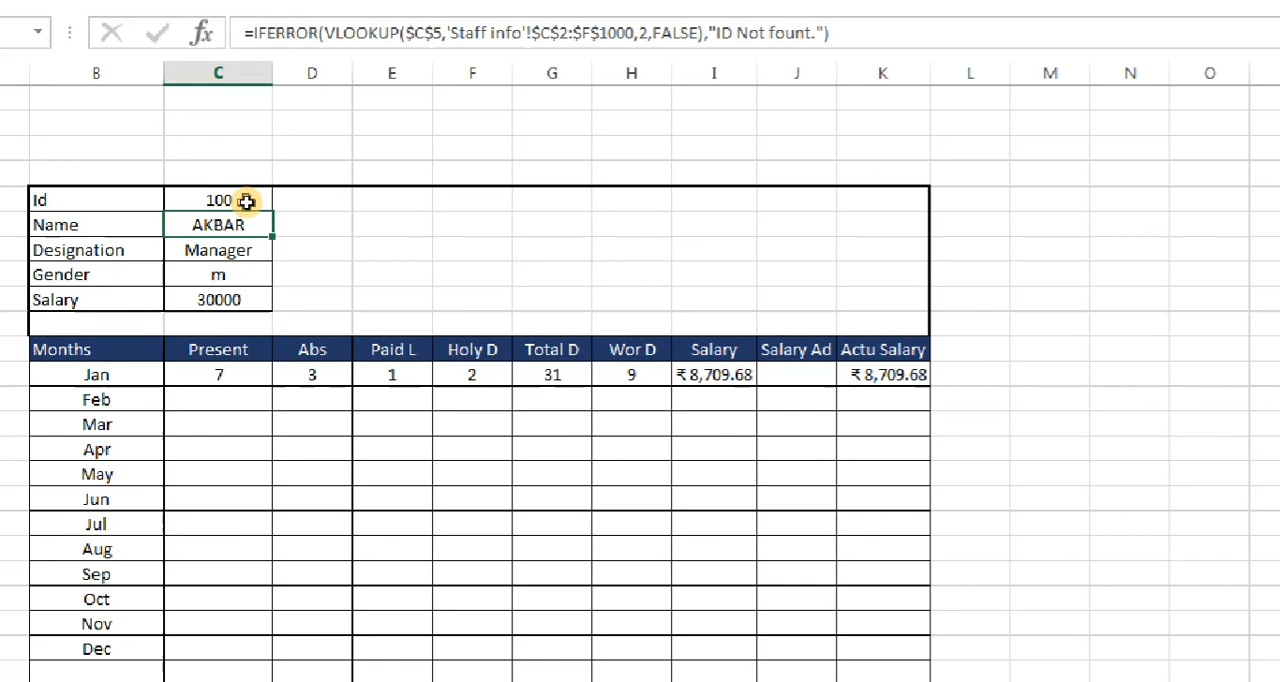 fx =IFERROR(VLOOKUP($C$5,'Staff info'!$C$2:$F$1000,2,FALSE),"ID Not fount.")
B C D E F G H I J K L M N O
Id 100
Name AKBAR
Designation Manager
Gender m
Salary 30000
Months Present Abs Paid L Holy D Total D Wor D Salary Salary Ad Actu Salary
Jan 7 3 1 2 31 9 ₹ 8,709.68 ₹ 8,709.68
Feb
Mar
Apr
May
Jun
Jul
Aug
Sep
Oct
Nov
Dec